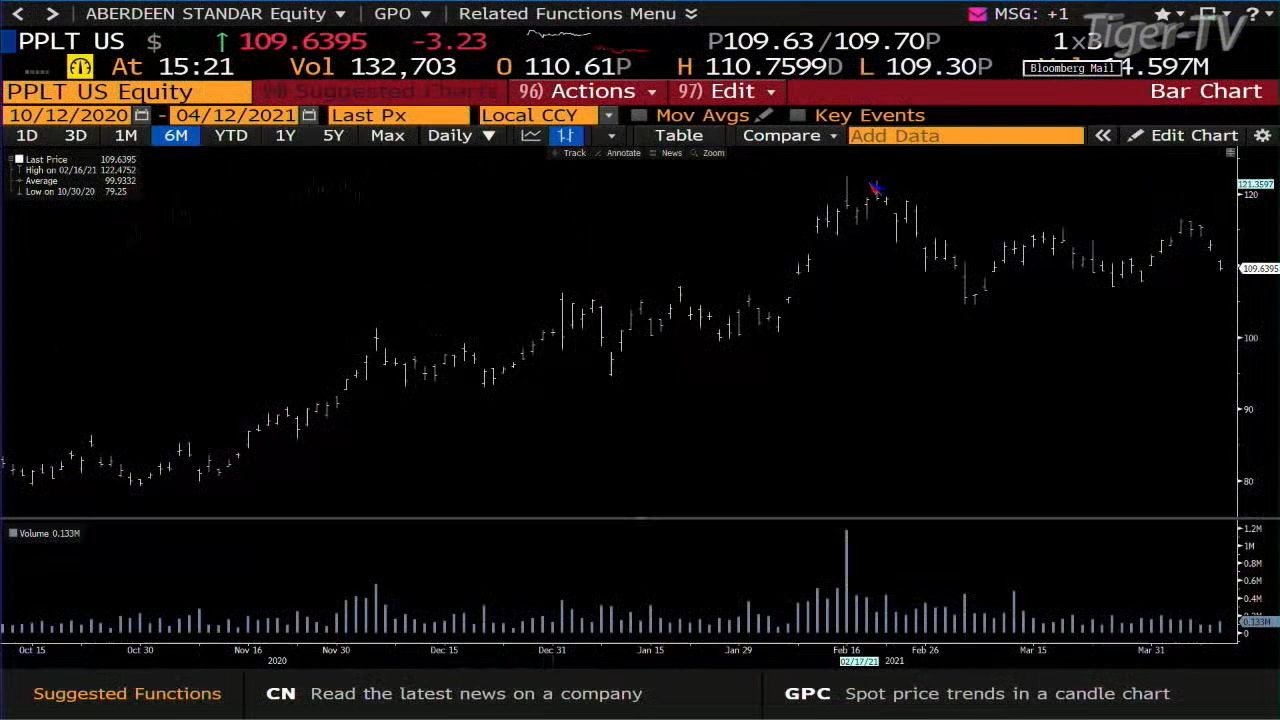 ABERDEEN STANDAR Equity GPO Related Functions Menu MSG: +1 ?
Tiger-TV
PPLT US $ 109.6395 -3.23 P109.63/109.70P 1x3
At 15:21 Vol 132,703 O 110.61P H 110.7599D L 109.30P 4.597M
Bloomberg Mail
PPLT US Equity 96) Actions 97) Edit Bar Chart
10/12/2020 - 04/12/2021 Last Px Local CCY Mov Avgs Key Events
1D 3D 1M 6M YTD 1Y 5Y Max Daily Table Compare Add Data Edit Chart
Track Annotate News Zoom
Last Price 109.6395
High on 02/16/21 122.4752
Average 99.9332
Low on 10/30/20 79.25
121.3597
120
109.6395
100
90
80
Volume 0.133M
1.2M
1M
0.8M
0.6M
0.4M
0.133M
0
Oct 15 Oct 30 Nov 16 Nov 30 Dec 15 Dec 31 Jan 15 Jan 29 Feb 16 Feb 26 Mar 15 Mar 31
2020 02/17/21 2021
Suggested Functions CN Read the latest news on a company GPC Spot price trends in a candle chart